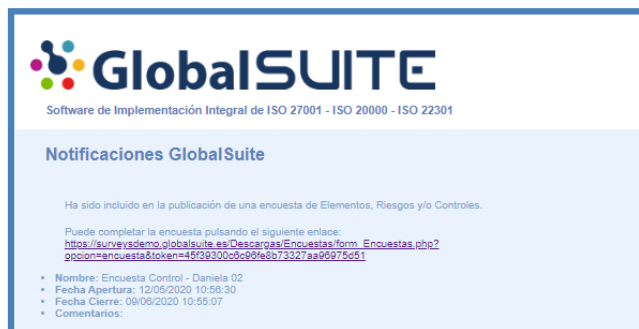 GlobalSUITE
Software de Implementación Integral de ISO 27001 - ISO 20000 - ISO 22301
Notificaciones GlobalSuite
Ha sido incluido en la publicación de una encuesta de Elementos, Riesgos y/o Controles.
Puede completar la encuesta pulsando el siguiente enlace:
https://surveysdemo.globalsuite.es/Descargas/Encuestas/form_Encuestas.php?
opcion=encuesta&token=45f39300c6c96fe8b73327aa96975d51
• Nombre: Encuesta Control - Daniela 02
• Fecha Apertura: 12/05/2020 10:56:30
• Fecha Cierre: 09/06/2020 10:55:07
• Comentarios: